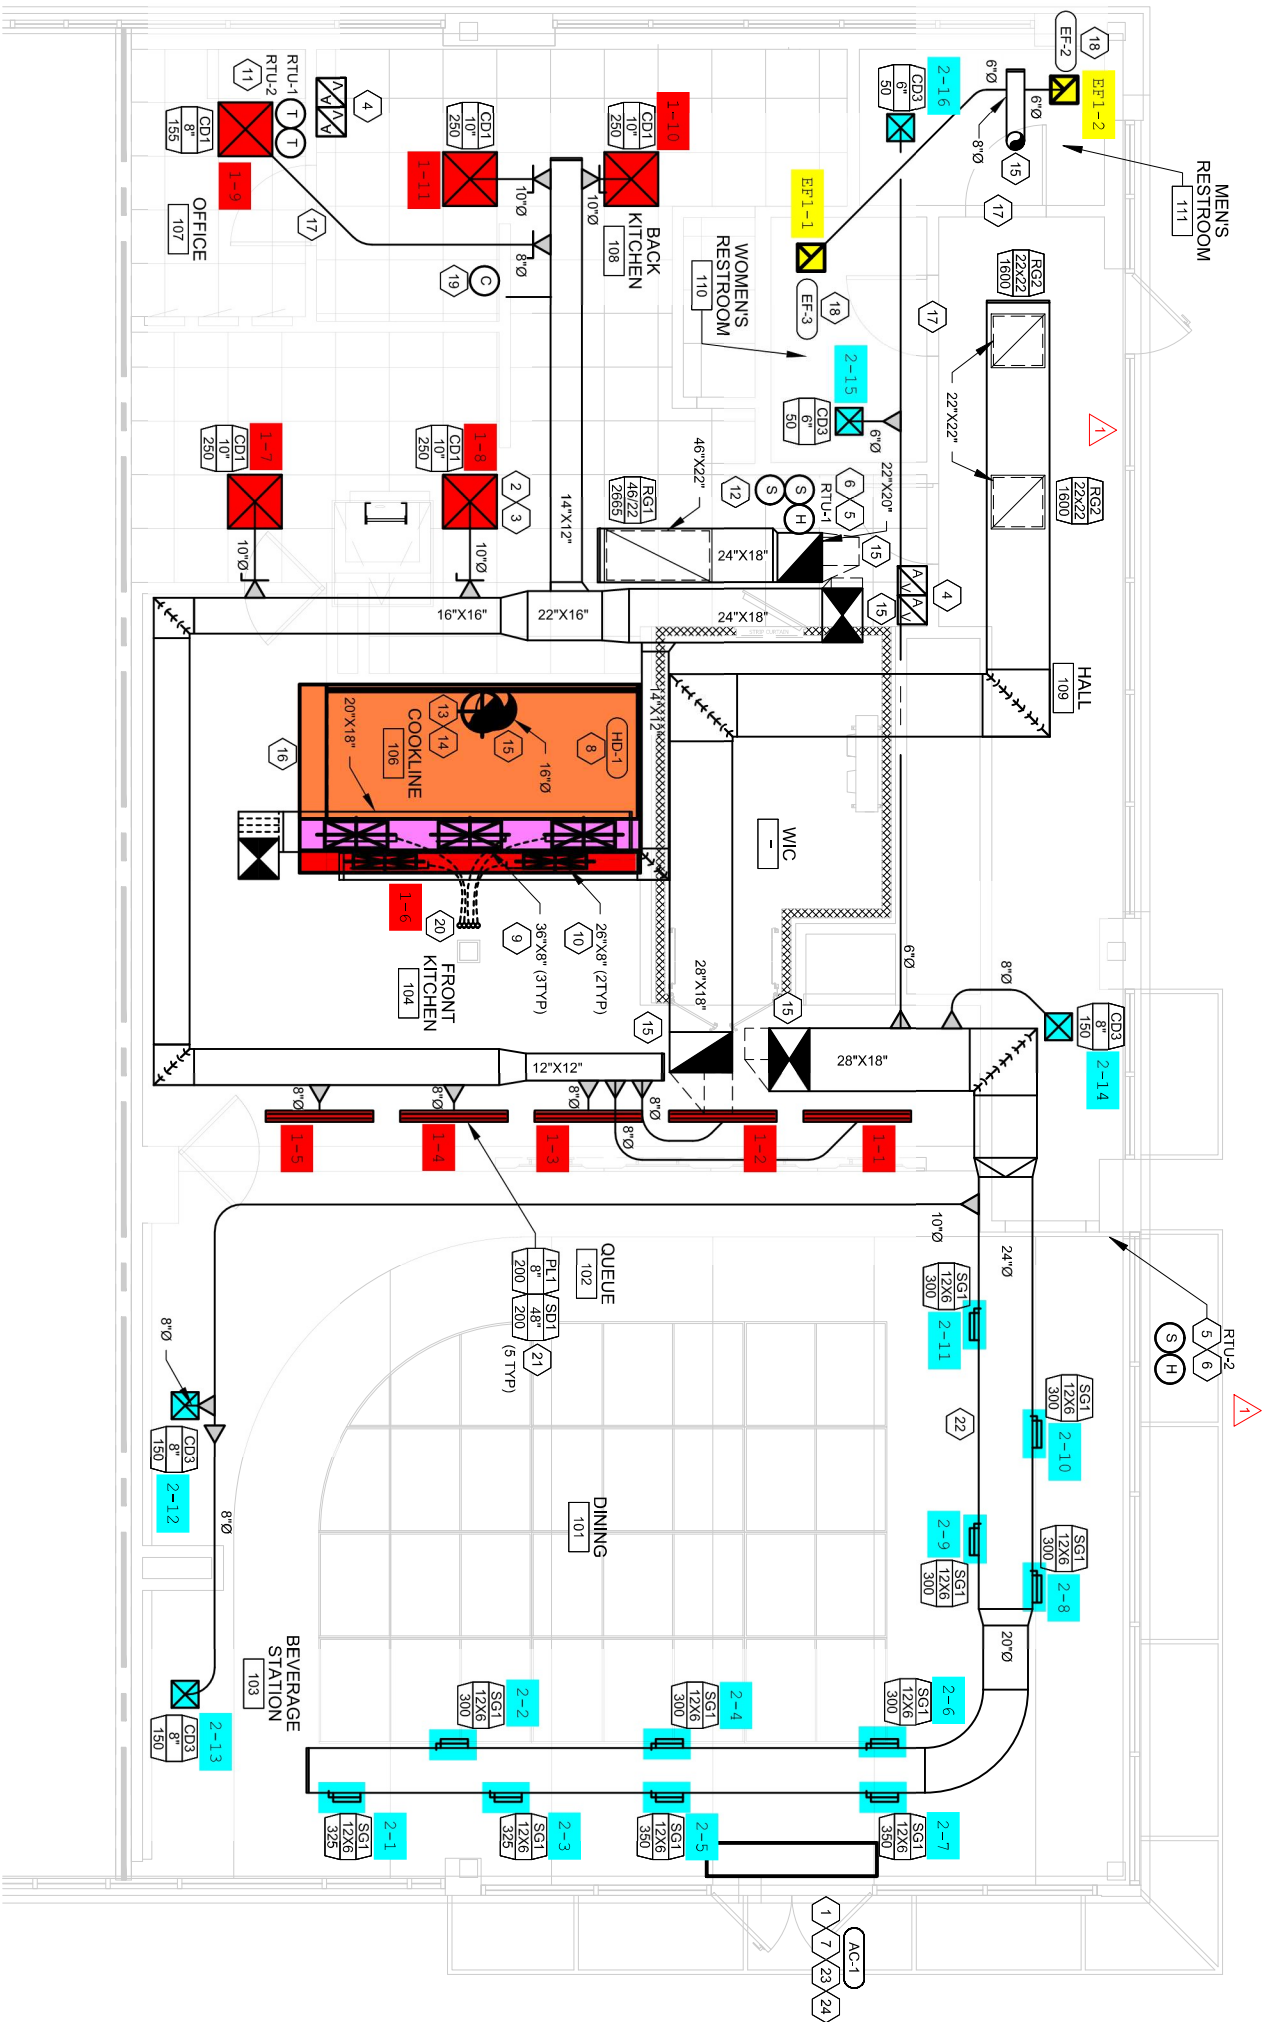 MEN'S
RESTROOM
111
18
EF-2
EF1-2
6"Ø
6"Ø
8"Ø
15
17
2-16
CD3
6"
50
EF1-1
18
EF-3
WOMEN'S
RESTROOM
110
2-15
CD3
6"
50
6"Ø
17
RG2
22x22
1600
22"X22"
RG2
22x22
1600
1
HALL
109
4
A
V
A
V
RTU-1
RTU-2
T
T
11
4
V
A
V
A
CD1
8"
155
1-9
OFFICE
107
17
CD1
10"
250
1-11
10"Ø
CD1
10"
250
1-10
10"Ø
BACK
KITCHEN
108
8"Ø
19
C
CD1
10"
250
1-7
10"Ø
CD1
10"
250
1-8
10"Ø
2
3
14"X12"
46"X22"
RG1
46/22
2665
12
S
S
H
RTU-1
6
5
22"X20"
24"X18"
15
15
24"X18"
22"X16"
16"X16"
STRIP CURTAIN
14"X12"
HD-1
8
16"Ø
15
13
14
COOKLINE
106
20"X18"
16
1-6
20
9
36"X8" (3TYP)
10
26"X8" (2TYP)
FRONT
KITCHEN
104
WIC
-
28"X18"
15
15
28"X18"
6"Ø
8"Ø
CD3
8"
150
2-14
12"X12"
8"Ø
8"Ø
8"Ø
8"Ø
8"Ø
1-5
1-4
1-3
1-2
1-1
QUEUE
102
PL1
8"
200
SD1
48"
200
21
(5 TYP)
10"Ø
24"Ø
RTU-2
5
6
S
H
1
SG1
12X6
300
2-11
SG1
12X6
300
2-10
22
2-9
SG1
12X6
300
SG1
12X6
300
2-8
20"Ø
DINING
101
8"Ø
CD3
8"
150
2-12
8"Ø
CD3
8"
150
2-13
BEVERAGE
STATION
103
SG1
12X6
300
2-2
SG1
12X6
300
2-4
SG1
12X6
300
2-6
SG1
12X6
325
2-1
SG1
12X6
325
2-3
SG1
12X6
350
2-5
SG1
12X6
350
2-7
AC-1
1
7
23
24